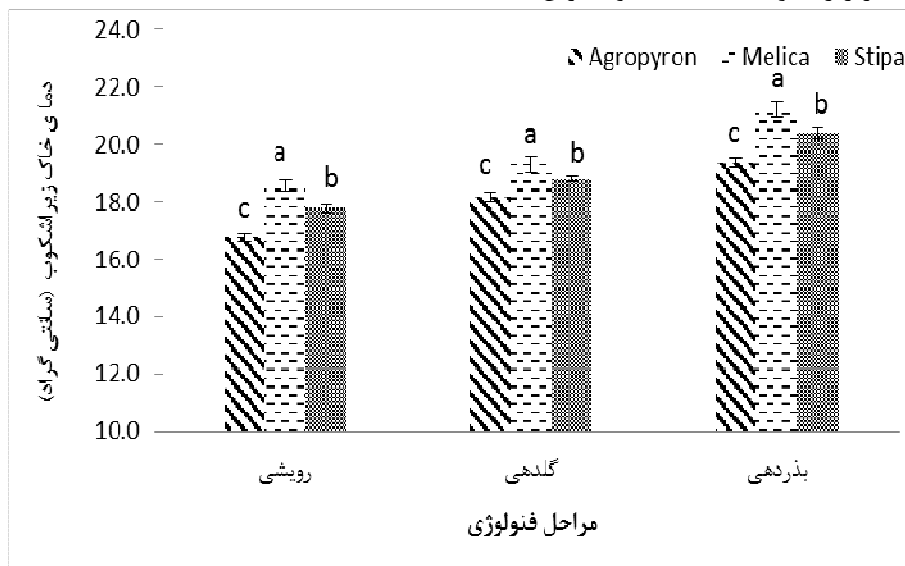 24.0
22.0
20.0
18.0
16.0
14.0
12.0
10.0
دمای خاک زیراشکوب (سانتی گراد)
Agropyron Melica Stipa
c a b
c a b
c a b
رویشی گلدهی بذردهی
مراحل فنولوژی